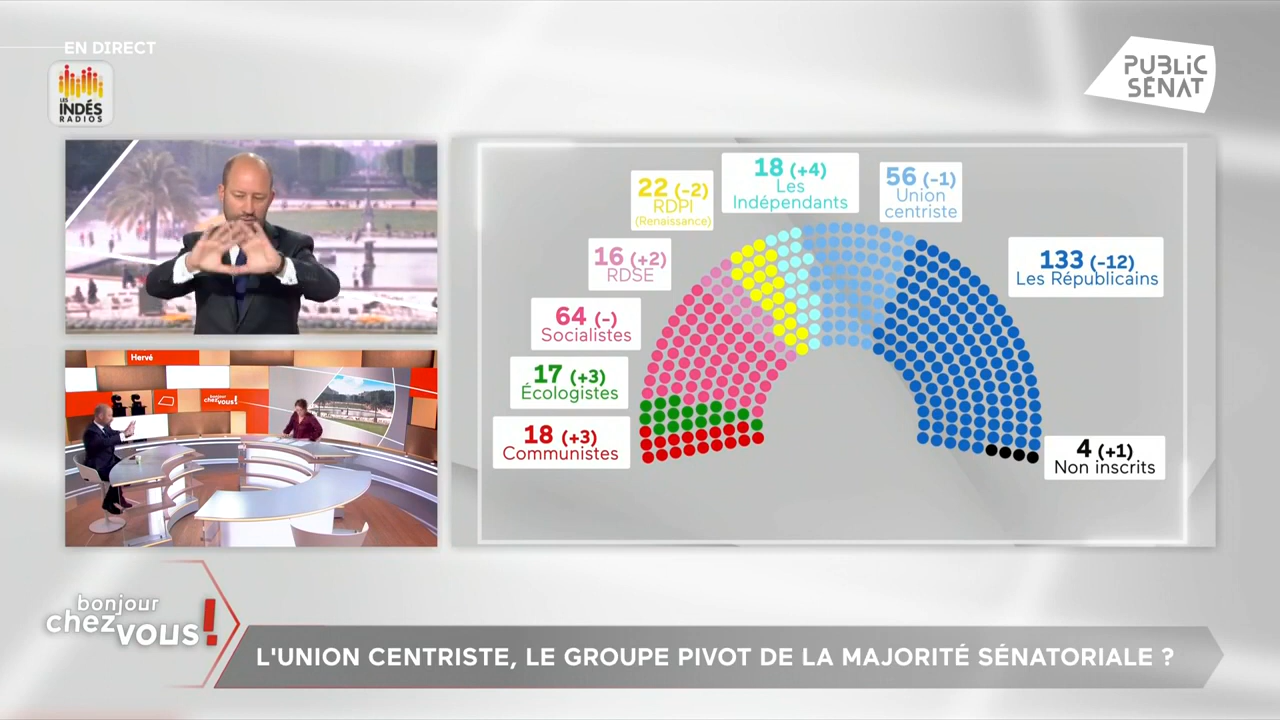 EN DIRECT
LES
INDÉS
RADIOS
PUBLIC
SÉNAT
18 (+4)
Les
Indépendants
56 (-1)
Union
centriste
22 (-2)
RDPI
(Renaissance)
16 (+2)
RDSE
133 (-12)
Les Républicains
64 (-)
Socialistes
17 (+3)
Écologistes
18 (+3)
Communistes
4 (+1)
Non inscrits
Hervé
bonjour
chez vous!
bonjour
chez vous!
L'UNION CENTRISTE, LE GROUPE PIVOT DE LA MAJORITÉ SÉNATORIALE ?